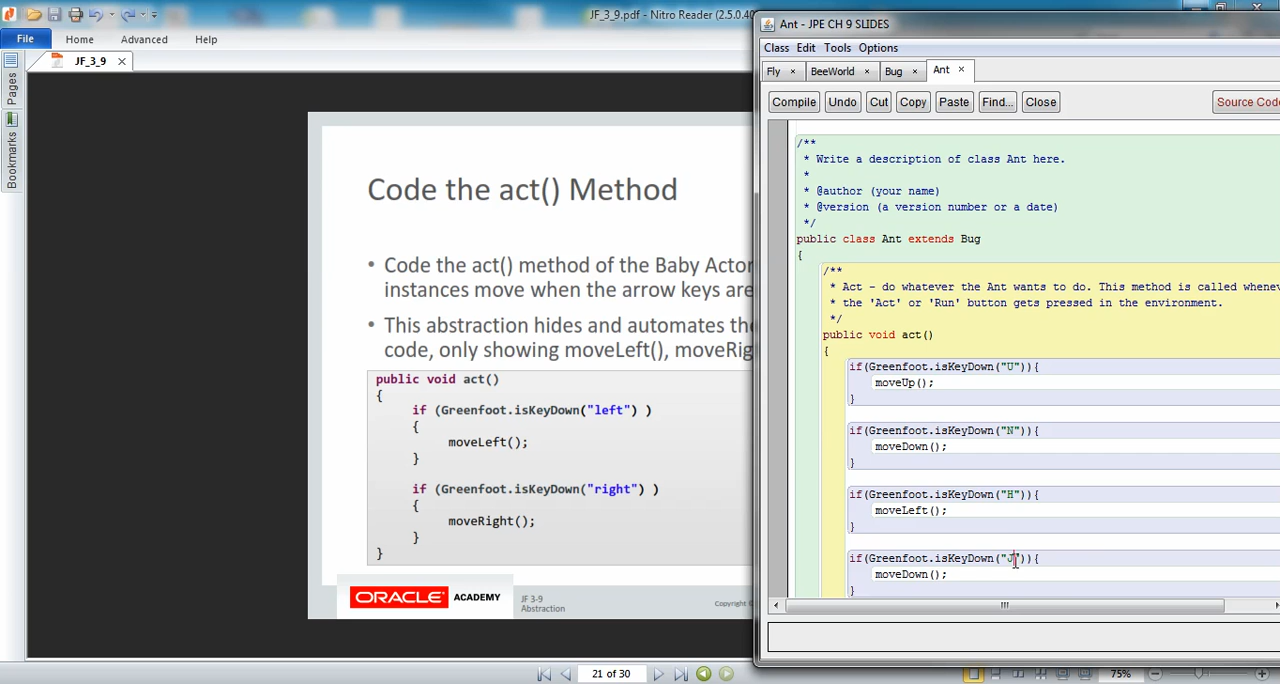 JF_3_9.pdf - Nitro Reader (2.5.0.40
File
Home
Advanced
Help
JF_3_9
Pages
Bookmarks
Code the act() Method
• Code the act() method of the Baby Actor
instances move when the arrow keys are
• This abstraction hides and automates the
code, only showing moveLeft(), moveRig
public void act()
{
if (Greenfoot.isKeyDown("left") )
{
moveLeft();
}
if (Greenfoot.isKeyDown("right") )
{
moveRight();
}
}
ORACLE ACADEMY
JF 3-9
Abstraction
Copyright ©
21 of 30
75%
Ant - JPE CH 9 SLIDES
Class Edit Tools Options
Fly × BeeWorld × Bug × Ant ×
Compile Undo Cut Copy Paste Find... Close
Source Code
/**
* Write a description of class Ant here.
*
* @author (your name)
* @version (a version number or a date)
*/
public class Ant extends Bug
{
/**
* Act - do whatever the Ant wants to do. This method is called wheneve
* the 'Act' or 'Run' button gets pressed in the environment.
*/
public void act()
{
if(Greenfoot.isKeyDown("U")){
moveUp();
}
if(Greenfoot.isKeyDown("N")){
moveDown();
}
if(Greenfoot.isKeyDown("H")){
moveLeft();
}
if(Greenfoot.isKeyDown("J")){
moveDown();
}